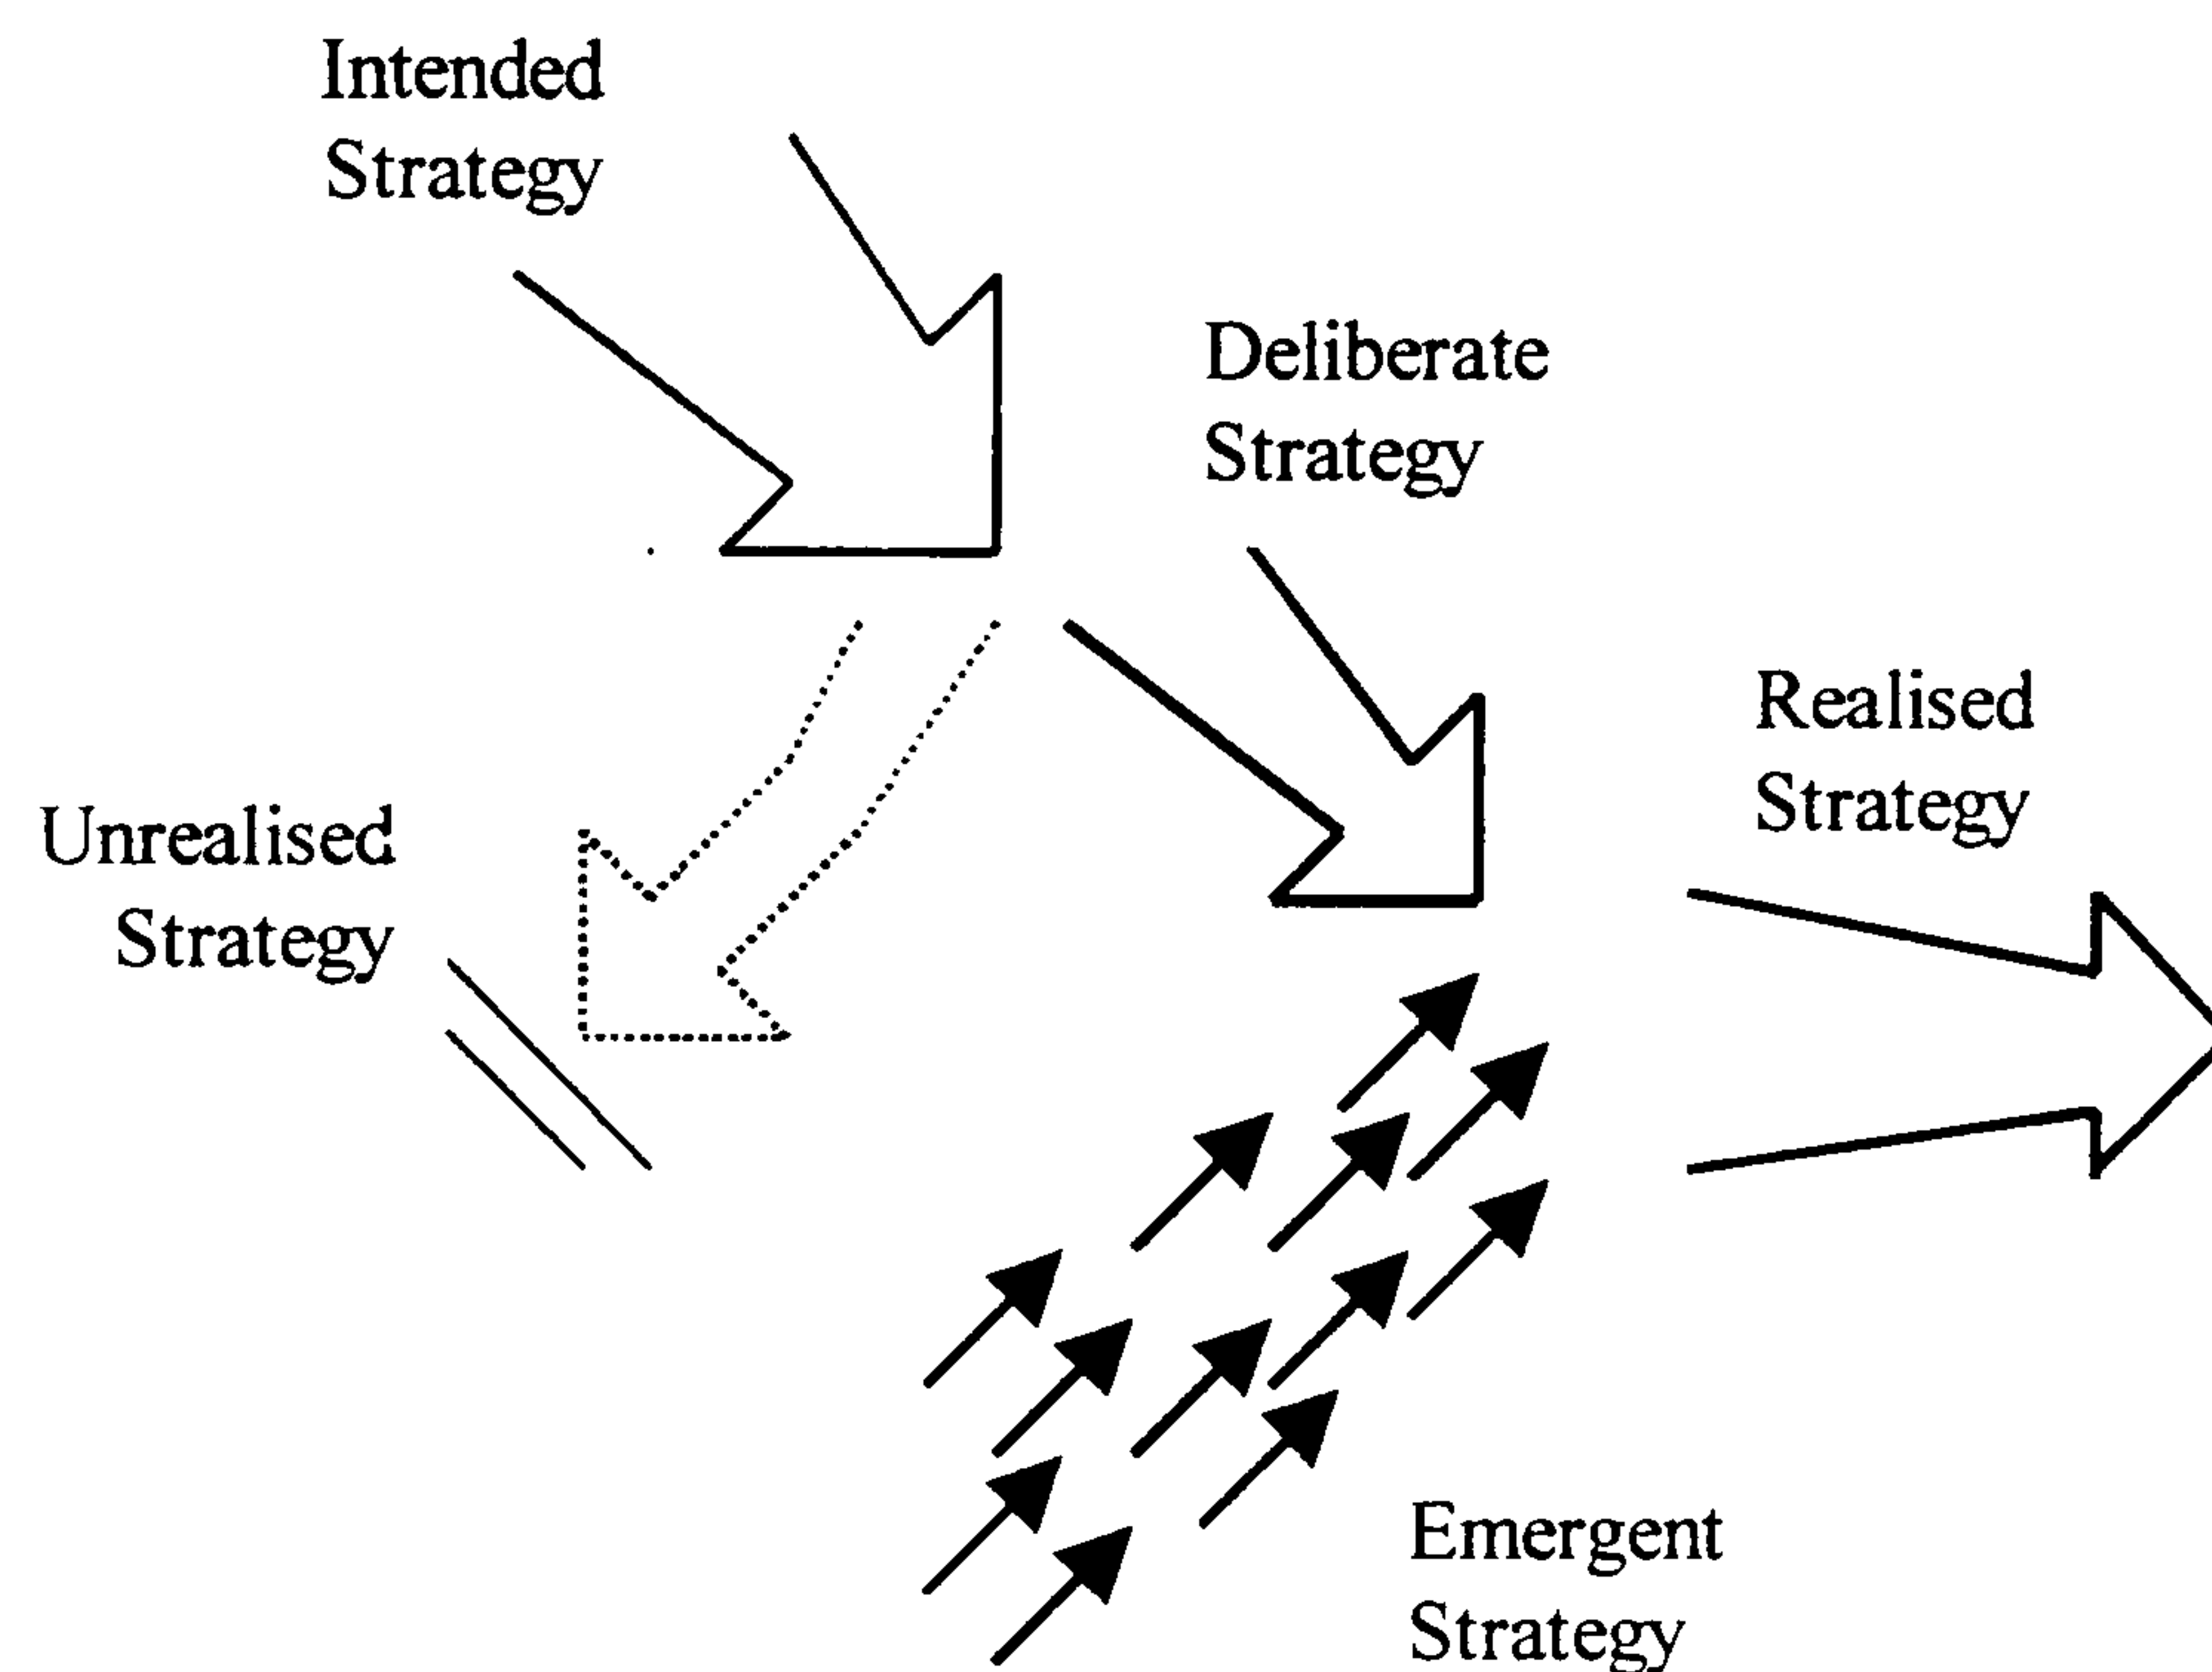 Intended
Strategy
Deliberate
Strategy
Realised
Strategy
Unrealised
Strategy
Emergent
Strategy